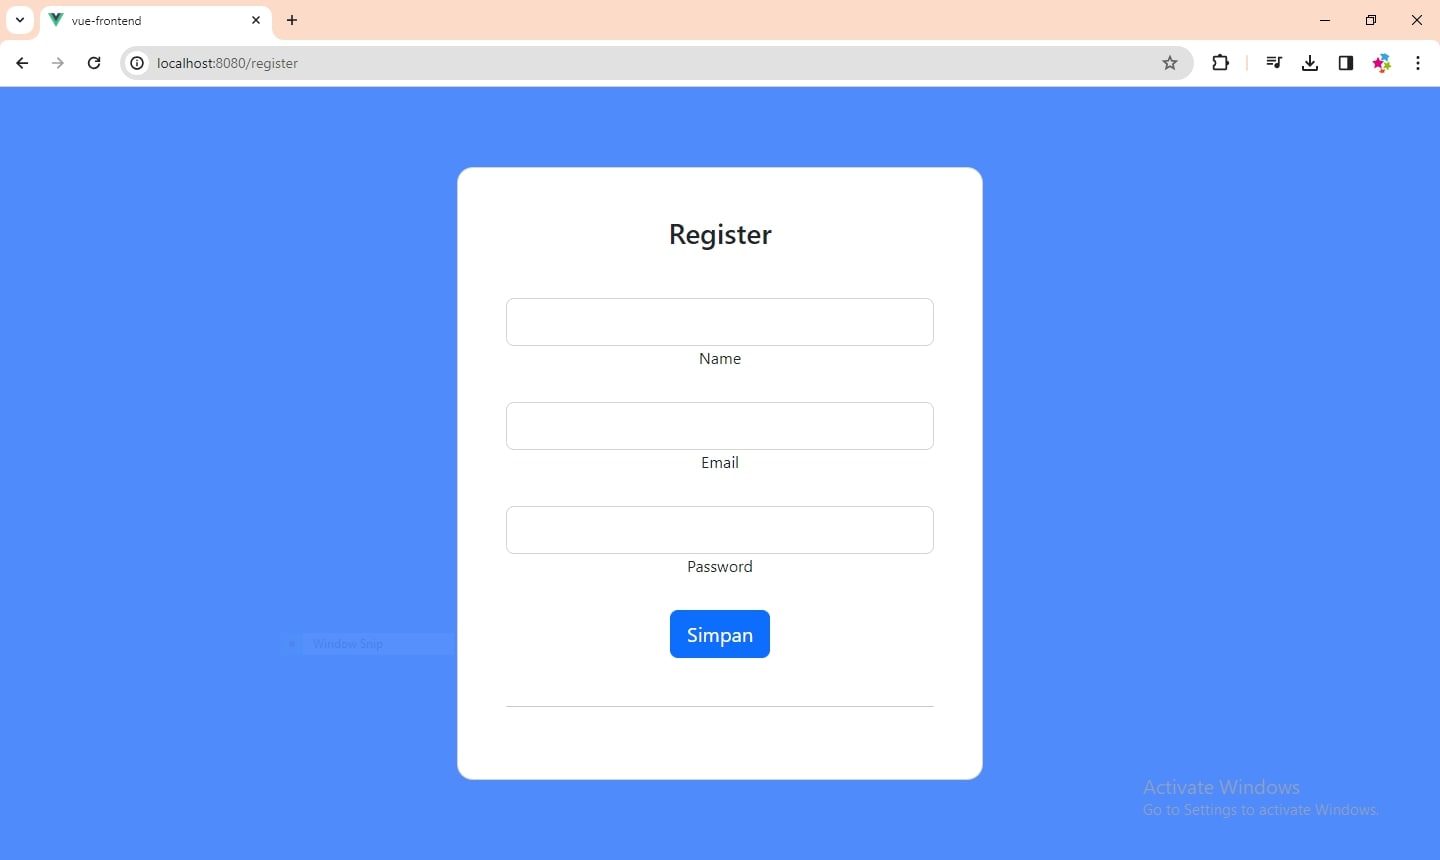 vue-frontend
localhost:8080/register
Register
Name
Email
Password
Simpan
Window Snip
Activate Windows
Go to Settings to activate Windows.